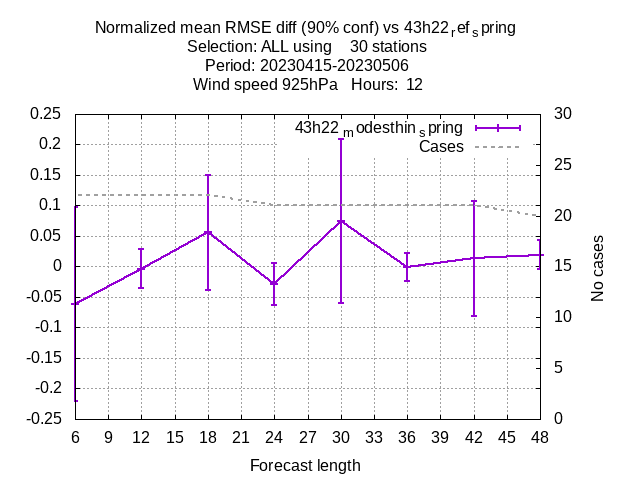 Normalized mean RMSE diff (90% conf) vs 43h22refspring
Selection: ALL using    30 stations
Period: 20230415-20230506
Wind speed 925hPa   Hours:  12
43h22modesthinspring
Cases
0.25
0.2
0.15
0.1
0.05
0
-0.05
-0.1
-0.15
-0.2
-0.25
30
25
20
15
10
5
0
No cases
6 9 12 15 18 21 24 27 30 33 36 39 42 45 48
Forecast length